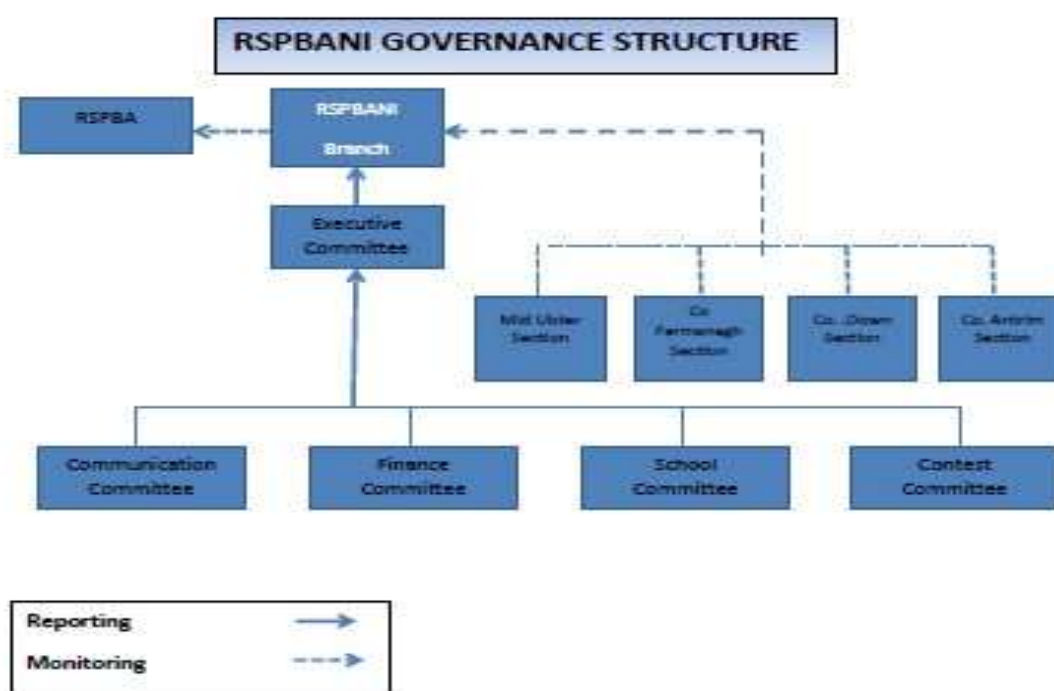 RSPBANI GOVERNANCE STRUCTURE
RSPBA
RSPBANI
Branch
Executive
Committee
Mid Ulster
Section
Co
Fermanagh
Section
Co. .Down
Section
Co. Antrim
Section
Communication
Committee
Finance
Committee
School
Committee
Contest
Committee
Reporting
Monitoring